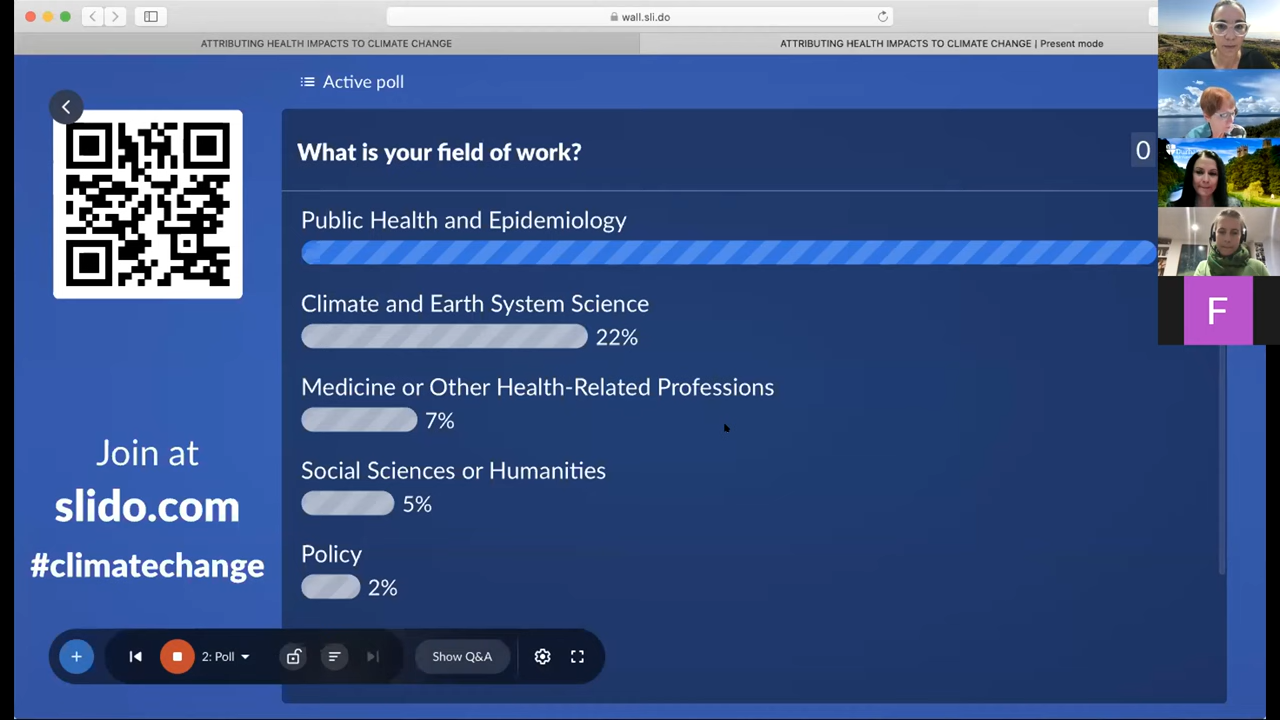 wall.sli.do
ATTRIBUTING HEALTH IMPACTS TO CLIMATE CHANGE
ATTRIBUTING HEALTH IMPACTS TO CLIMATE CHANGE | Present mode
Active poll
What is your field of work?
0
Public Health and Epidemiology
Climate and Earth System Science
22%
Medicine or Other Health-Related Professions
7%
Social Sciences or Humanities
5%
Policy
2%
Join at
slido.com
#climatechange
2: Poll
Show Q&A
F